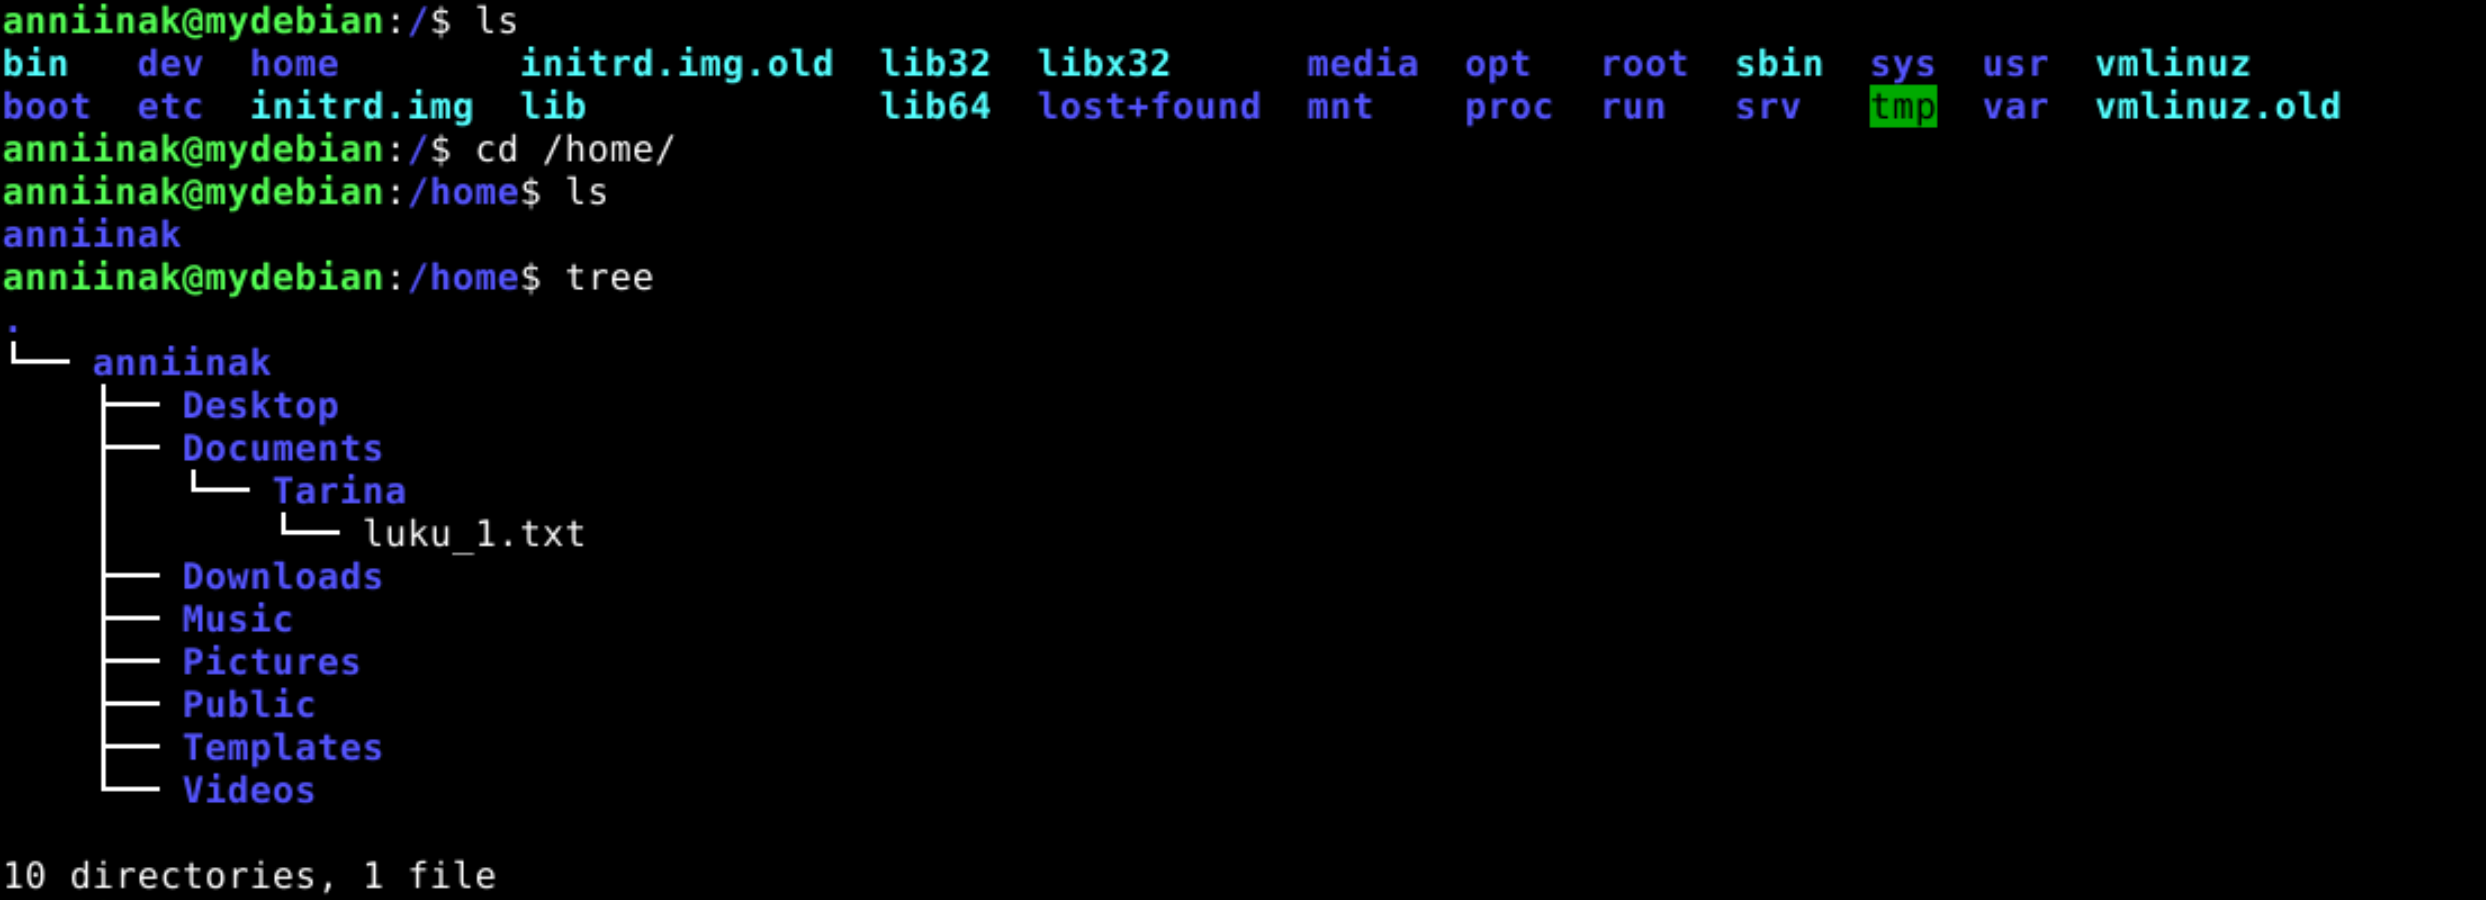 anniinak@mydebian:/$ ls
bin   dev  home        initrd.img.old  lib32  libx32      media  opt   root  sbin  sys  usr  vmlinuz
boot  etc  initrd.img  lib             lib64  lost+found  mnt    proc  run   srv   tmp  var  vmlinuz.old
anniinak@mydebian:/$ cd /home/
anniinak@mydebian:/home$ ls
anniinak
anniinak@mydebian:/home$ tree
.
└── anniinak
    ├── Desktop
    ├── Documents
    │   └── Tarina
    │       └── luku_1.txt
    ├── Downloads
    ├── Music
    ├── Pictures
    ├── Public
    ├── Templates
    └── Videos
10 directories, 1 file